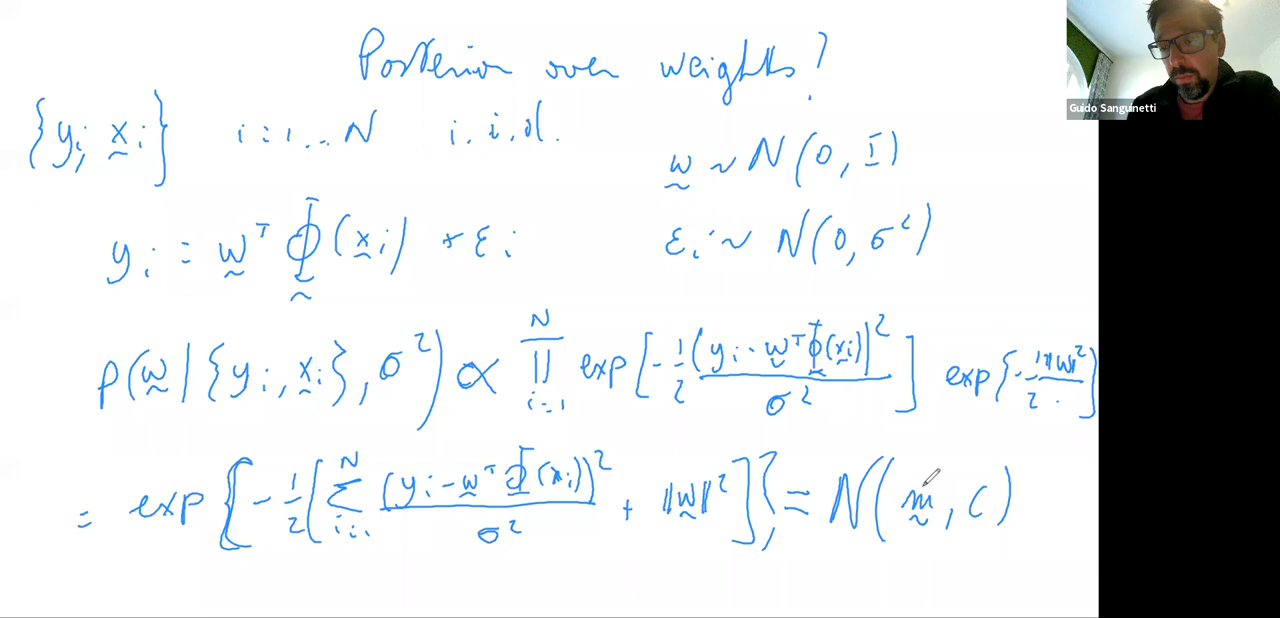 Posterior over weights?
{y_i, x_i} i=1...N i.i.d.
w ~ N(0, I)
y_i = w^T Φ(x_i) + ε_i
ε_i ~ N(0, σ²)
p(w | {y_i, x_i}, σ²) ∝ ∏_{i=1}^{N} exp[-1/2 (y_i - w^T Φ(x_i))² / σ²] exp{-1/2 ||w||²}
= exp{-1/2 [∑_{i=1}^{N} (y_i - w^T Φ(x_i))² / σ² + ||w||²]} = N(m, C)
Guido Sanguinetti